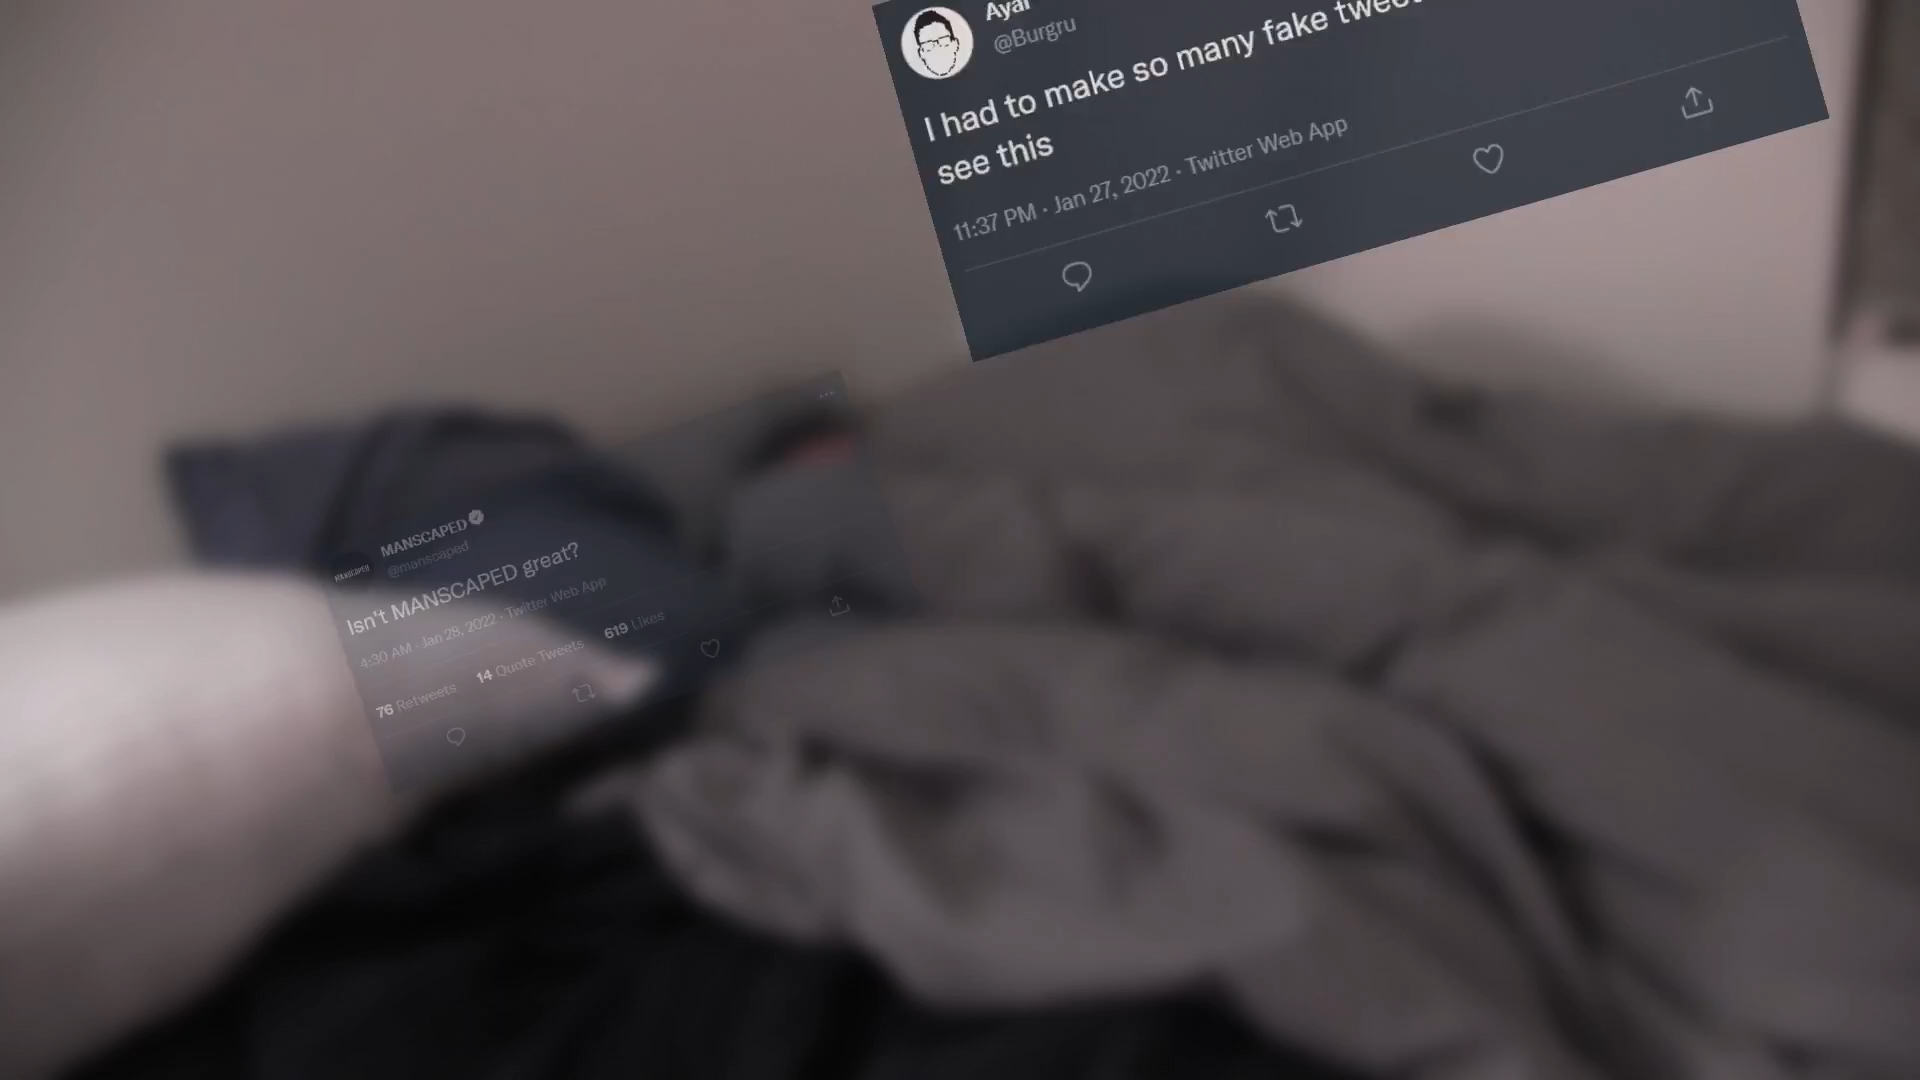 Ayal
@Burgru
I had to make so many fake
see this
11:37 PM · Jan 27, 2022 · Twitter Web App
MANSCAPED
MANSCAPED
@manscaped
Isn't MANSCAPED great?
4:30 AM · Jan 28, 2022 · Twitter Web App
76 Retweets 14 Quote Tweets 619 Likes